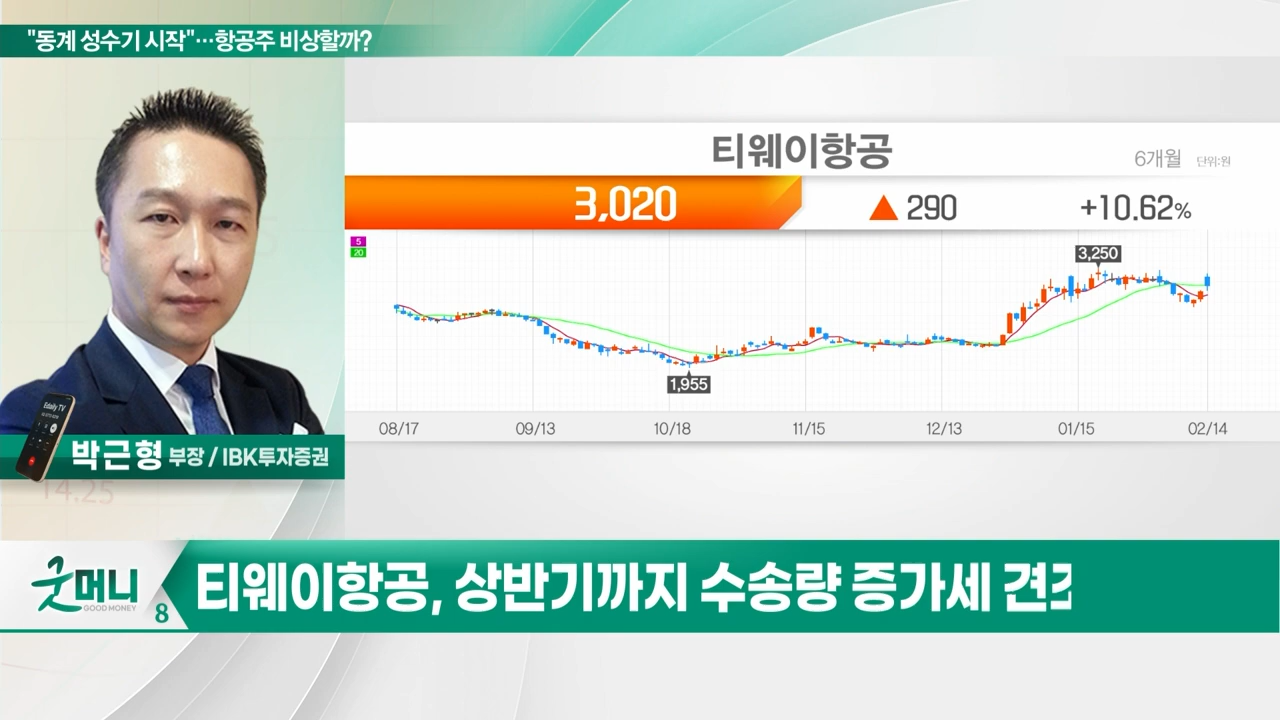 "동계 성수기 시작"…항공주 비상할까?
티웨이항공
6개월 단위:원
3,020 ▲ 290 +10.62%
5
20
3,250
1,955
08/17 09/13 10/18 11/15 12/13 01/15 02/14
Edaily TV
박근형 부장 / IBK투자증권
14.25
굿머니
GOOD MONEY
8
티웨이항공, 상반기까지 수송량 증가세 견조